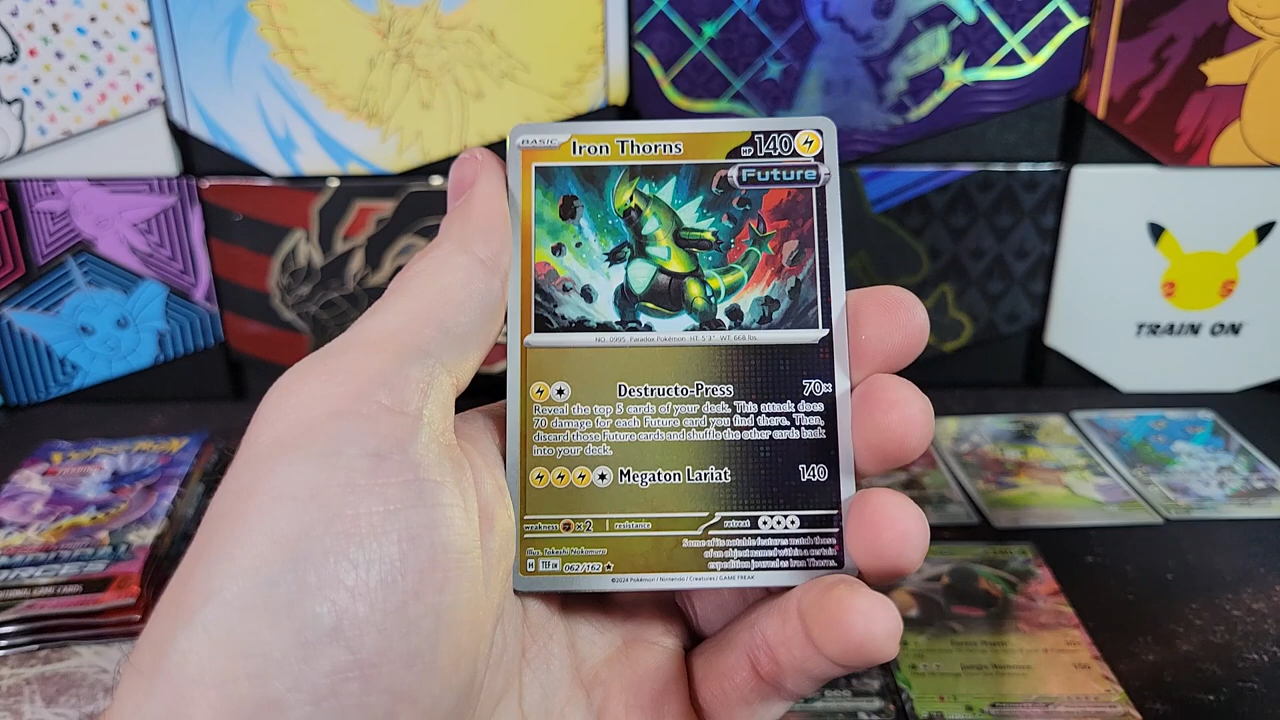 BASIC Iron Thorns HP 140
Future
NO. 0995 Paradox Pokémon HT. 5'3" WT. 668 lbs.
Destructo-Press 70×
Reveal the top 5 cards of your deck. This attack does
70 damage for each Future card you find there. Then,
discard those Future cards and shuffle the other cards back
into your deck.
Megaton Lariat 140
weakness ×2 resistance retreat
Some of its notable features match those
of an object named within a certain
expedition journal as Iron Thorns.
Illus. Takeshi Nakamura
H TEF EN 062/162
©2024 Pokémon / Nintendo / Creatures / GAME FREAK
TRAIN ON